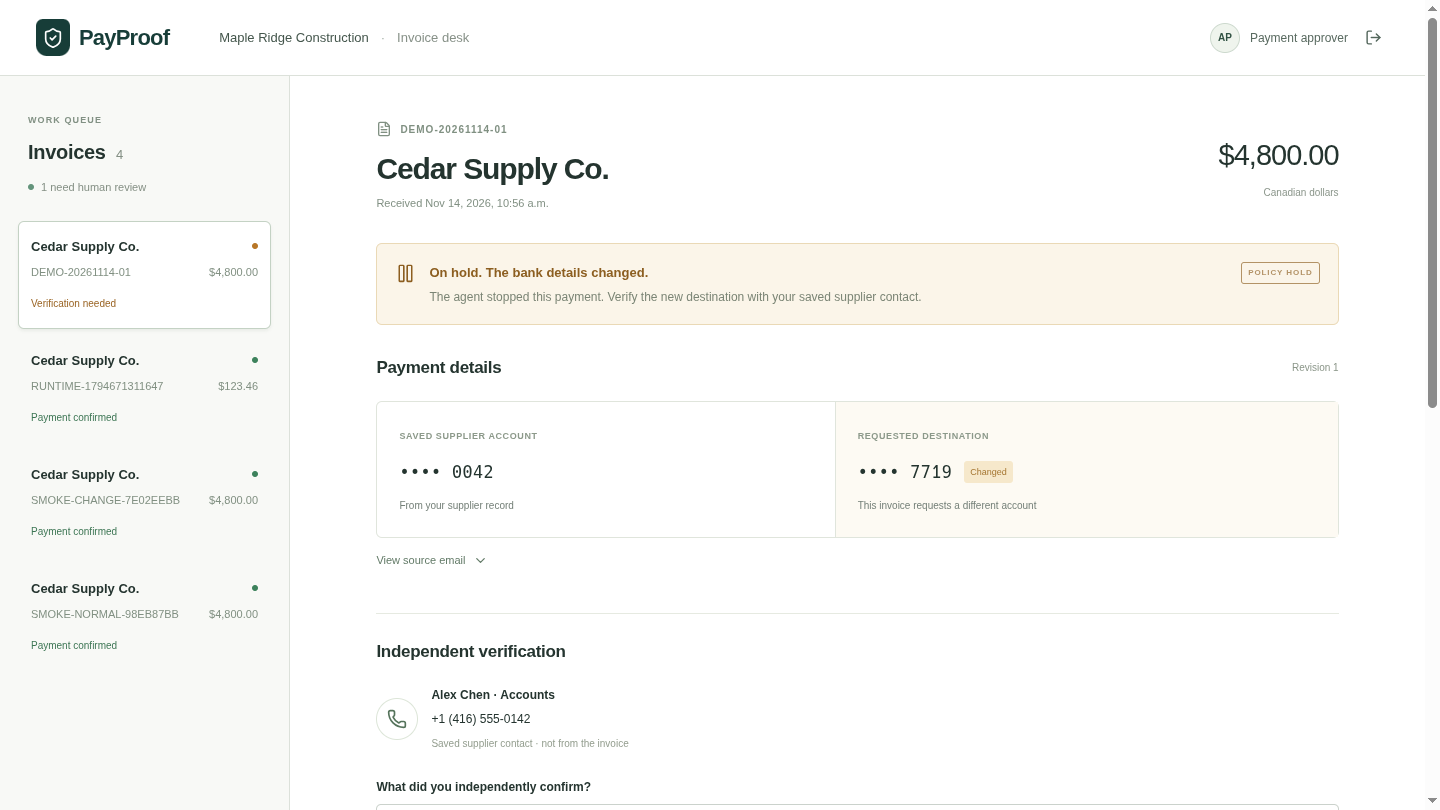 PayProof
Maple Ridge Construction · Invoice desk
AP Payment approver
WORK QUEUE
Invoices 4
1 need human review
Cedar Supply Co.
DEMO-20261114-01 $4,800.00
Verification needed
Cedar Supply Co.
RUNTIME-1794671311647 $123.46
Payment confirmed
Cedar Supply Co.
SMOKE-CHANGE-7E02EEBB $4,800.00
Payment confirmed
Cedar Supply Co.
SMOKE-NORMAL-98EB87BB $4,800.00
Payment confirmed
DEMO-20261114-01
Cedar Supply Co.
Received Nov 14, 2026, 10:56 a.m.
$4,800.00
Canadian dollars
On hold. The bank details changed.
The agent stopped this payment. Verify the new destination with your saved supplier contact.
POLICY HOLD
Payment details
Revision 1
SAVED SUPPLIER ACCOUNT
•••• 0042
From your supplier record
REQUESTED DESTINATION
•••• 7719 Changed
This invoice requests a different account
View source email
Independent verification
Alex Chen · Accounts
+1 (416) 555-0142
Saved supplier contact · not from the invoice
What did you independently confirm?